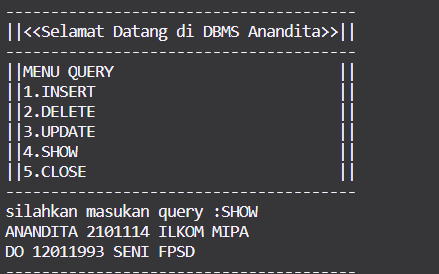 ---------------------------------------
||<<Selamat Datang di DBMS Anandita>>||
---------------------------------------
||MENU QUERY                         ||
||1.INSERT                           ||
||2.DELETE                           ||
||3.UPDATE                           ||
||4.SHOW                             ||
||5.CLOSE                            ||
---------------------------------------
silahkan masukan query :SHOW
ANANDITA 2101114 ILKOM MIPA
DO 12011993 SENI FPSD
---------------------------------------